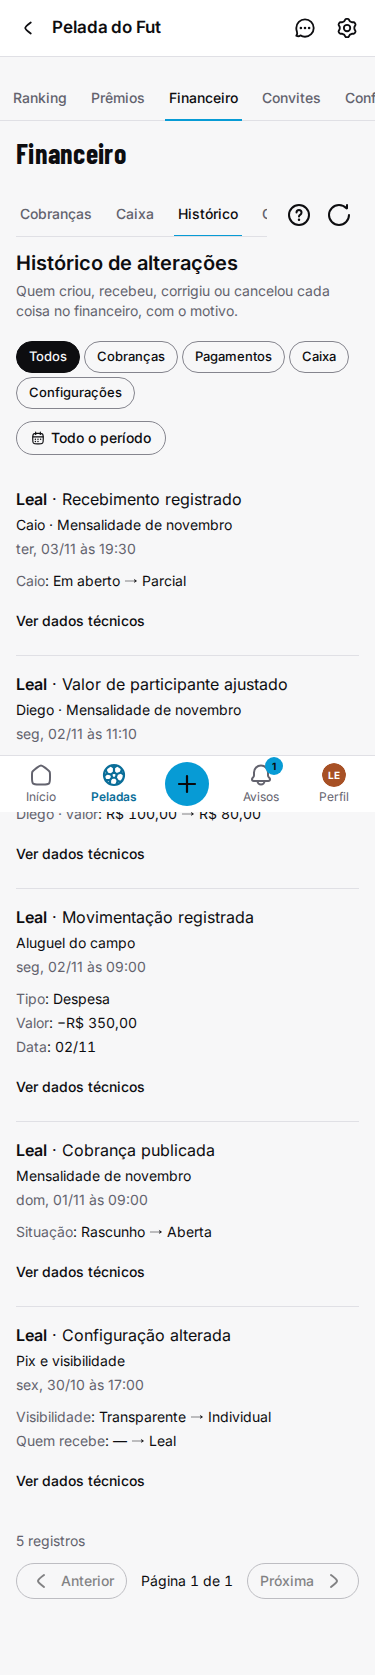 Pelada do Fut
Ranking Prêmios Financeiro Convites Conf
Financeiro
Cobranças Caixa Histórico
Histórico de alterações
Quem criou, recebeu, corrigiu ou cancelou cada
coisa no financeiro, com o motivo.
Todos Cobranças Pagamentos Caixa
Configurações
Todo o período
Leal · Recebimento registrado
Caio · Mensalidade de novembro
ter, 03/11 às 19:30
Caio: Em aberto → Parcial
Ver dados técnicos
Leal · Valor de participante ajustado
Diego · Mensalidade de novembro
seg, 02/11 às 11:10
1
LE
Início Peladas Avisos Perfil
Diego · Valor: R$ 100,00 → R$ 80,00
Ver dados técnicos
Leal · Movimentação registrada
Aluguel do campo
seg, 02/11 às 09:00
Tipo: Despesa
Valor: −R$ 350,00
Data: 02/11
Ver dados técnicos
Leal · Cobrança publicada
Mensalidade de novembro
dom, 01/11 às 09:00
Situação: Rascunho → Aberta
Ver dados técnicos
Leal · Configuração alterada
Pix e visibilidade
sex, 30/10 às 17:00
Visibilidade: Transparente → Individual
Quem recebe: — → Leal
Ver dados técnicos
5 registros
Anterior Página 1 de 1 Próxima